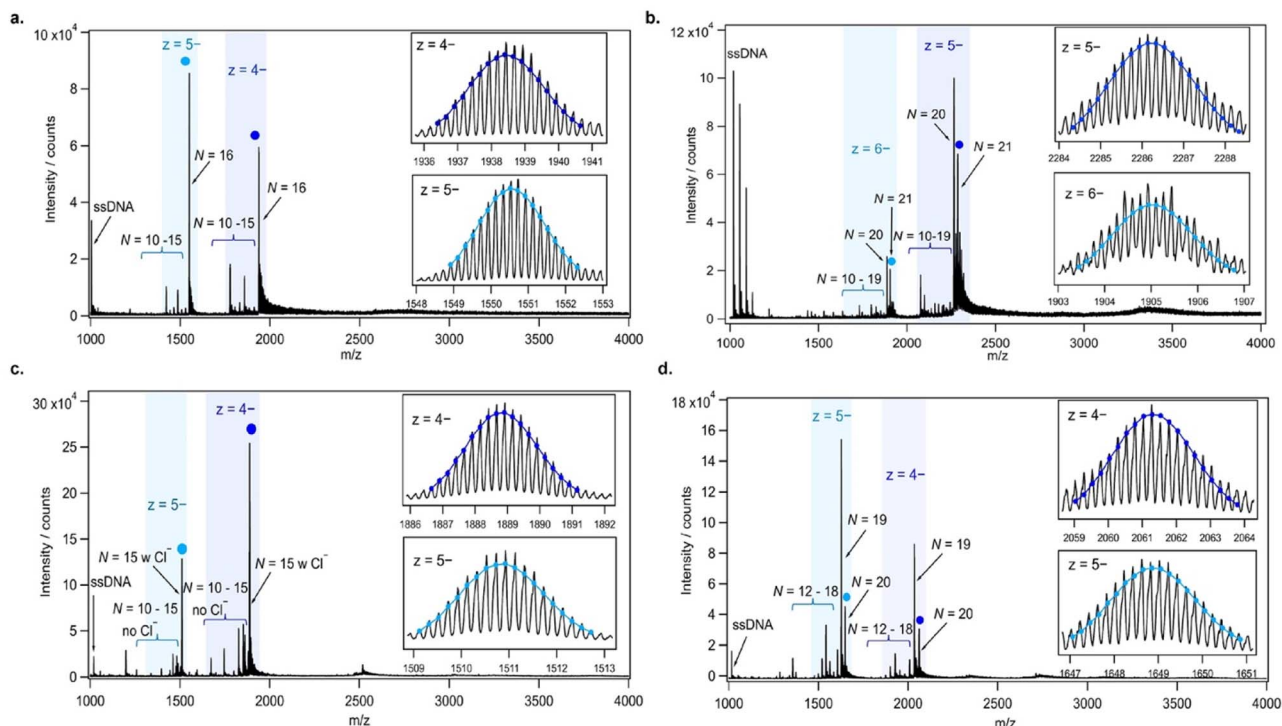 a.
10 x10⁴
8
6
4
2
0
Intensity / counts
1000 1500 2000 2500 3000 3500 4000
m/z
z = 5−
z = 4−
ssDNA
N = 10 -15
N = 16
N = 10 -15
N = 16
z = 4−
1936 1937 1938 1939 1940 1941
z = 5−
1548 1549 1550 1551 1552 1553
b.
12 x 10⁴
10
8
6
4
2
0
Intensity / counts
1000 1500 2000 2500 3000 3500 4000
m/z
ssDNA
z = 6−
z = 5−
N = 20
N = 21
N = 21
N = 20
N = 10-19
N = 10 - 19
z = 5−
2284 2285 2286 2287 2288
z = 6−
1903 1904 1905 1906 1907
c.
30 x10⁴
25
20
15
10
5
0
Intensity / counts
1000 1500 2000 2500 3000 3500 4000
m/z
z = 4−
z = 5−
N = 15 w Cl⁻
ssDNA
N = 10 - 15
no Cl⁻
N = 10 - 15
no Cl⁻
N = 15 w Cl⁻
z = 4−
1886 1887 1888 1889 1890 1891 1892
z = 5−
1509 1510 1511 1512 1513
d.
18 x 10⁴
16
14
12
10
8
6
4
2
0
Intensity / counts
1000 1500 2000 2500 3000 3500 4000
m/z
z = 5−
z = 4−
N = 19
N = 19
N = 20
N = 12 - 18
N = 12 - 18
N = 20
ssDNA
z = 4−
2059 2060 2061 2062 2063 2064
z = 5−
1647 1648 1649 1650 1651